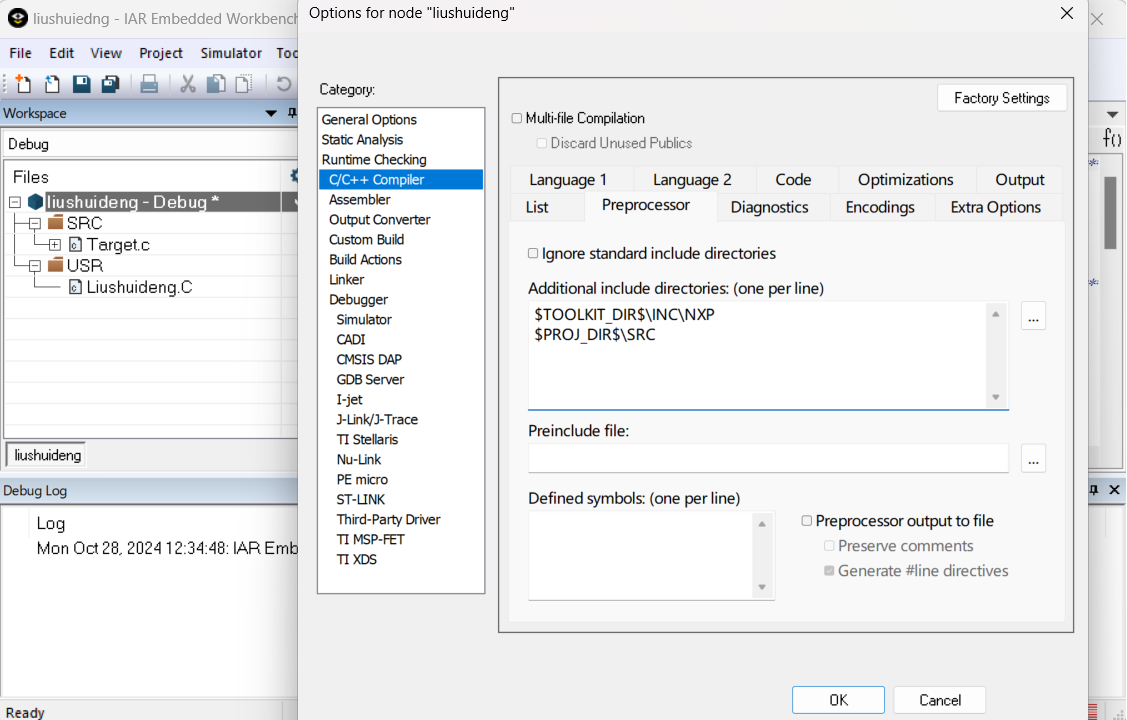 liushuiedng - IAR Embedded Workbench
Options for node "liushuideng"
File Edit View Project Simulator Too
Workspace
Debug
Files
liushuideng - Debug *
SRC
Target.c
USR
Liushuideng.C
liushuideng
Debug Log
Log
Mon Oct 28, 2024 12:34:48: IAR Emb
Ready
Category:
General Options
Static Analysis
Runtime Checking
C/C++ Compiler
Assembler
Output Converter
Custom Build
Build Actions
Linker
Debugger
Simulator
CADI
CMSIS DAP
GDB Server
I-jet
J-Link/J-Trace
TI Stellaris
Nu-Link
PE micro
ST-LINK
Third-Party Driver
TI MSP-FET
TI XDS
Factory Settings
Multi-file Compilation
Discard Unused Publics
Language 1 Language 2 Code Optimizations Output
List Preprocessor Diagnostics Encodings Extra Options
Ignore standard include directories
Additional include directories: (one per line)
$TOOLKIT_DIR$\INC\NXP
$PROJ_DIR$\SRC
...
Preinclude file:
...
Defined symbols: (one per line)
Preprocessor output to file
Preserve comments
Generate #line directives
OK Cancel
f()
*:
*: